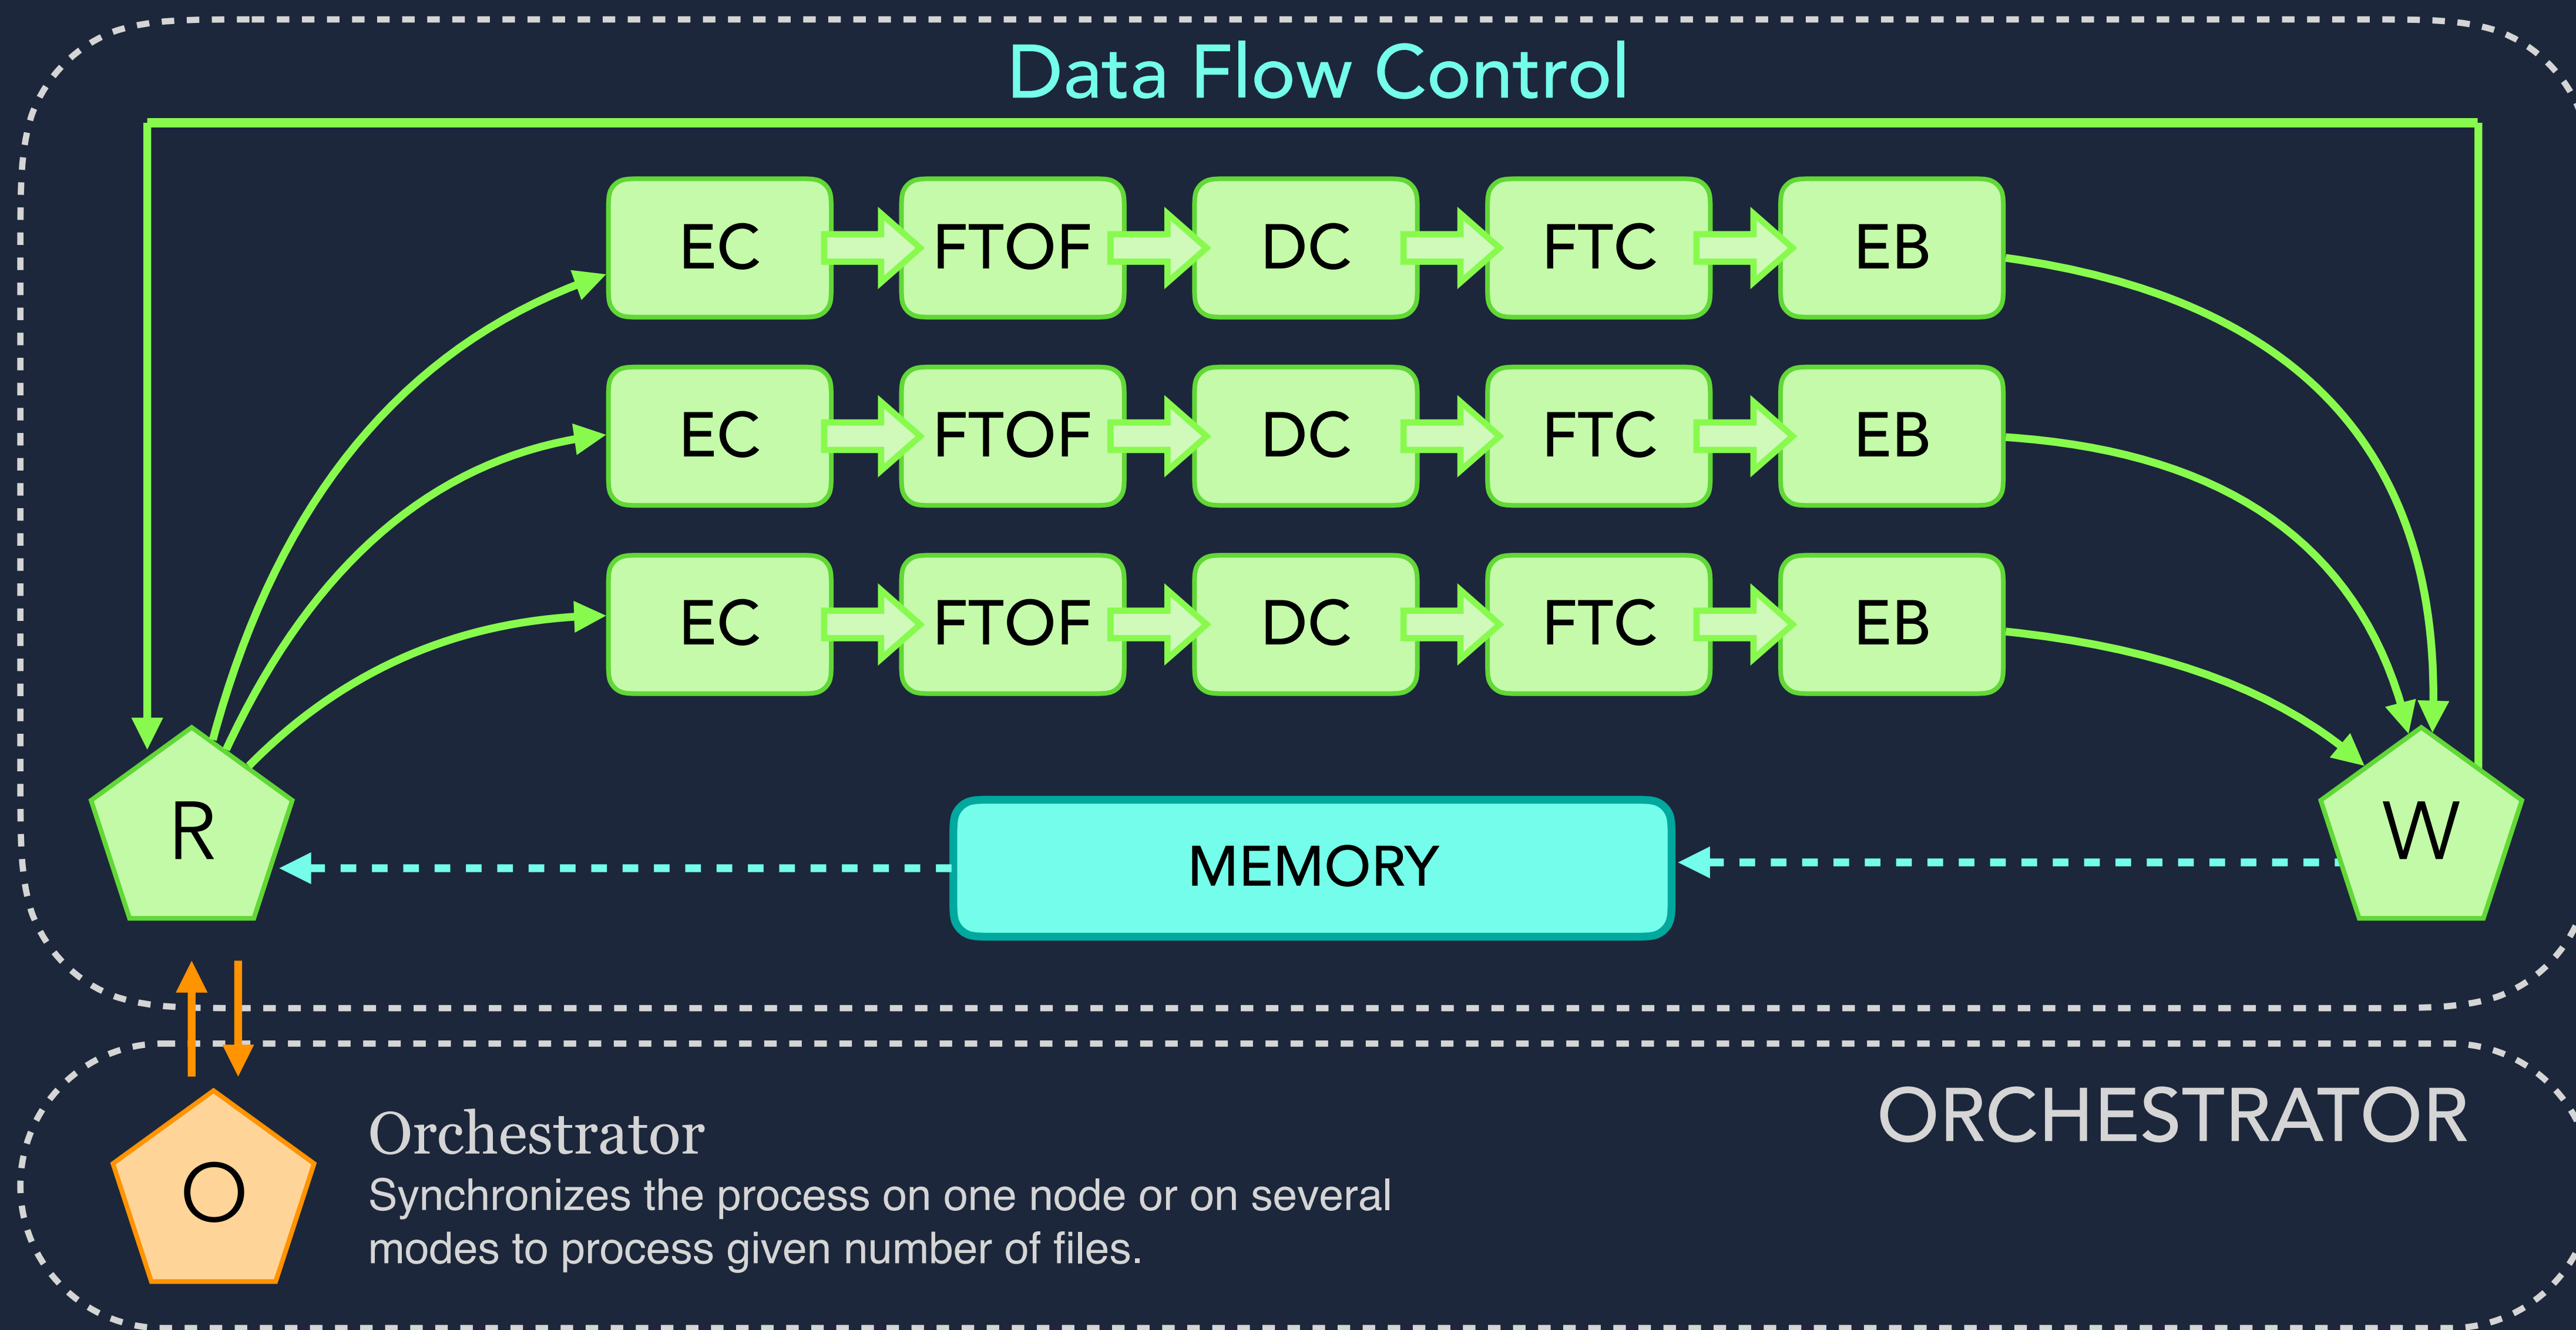 Data Flow Control
EC FTOF DC FTC EB
EC FTOF DC FTC EB
EC FTOF DC FTC EB
R
MEMORY
W
ORCHESTRATOR
O
Orchestrator
Synchronizes the process on one node or on several
modes to process given number of files.